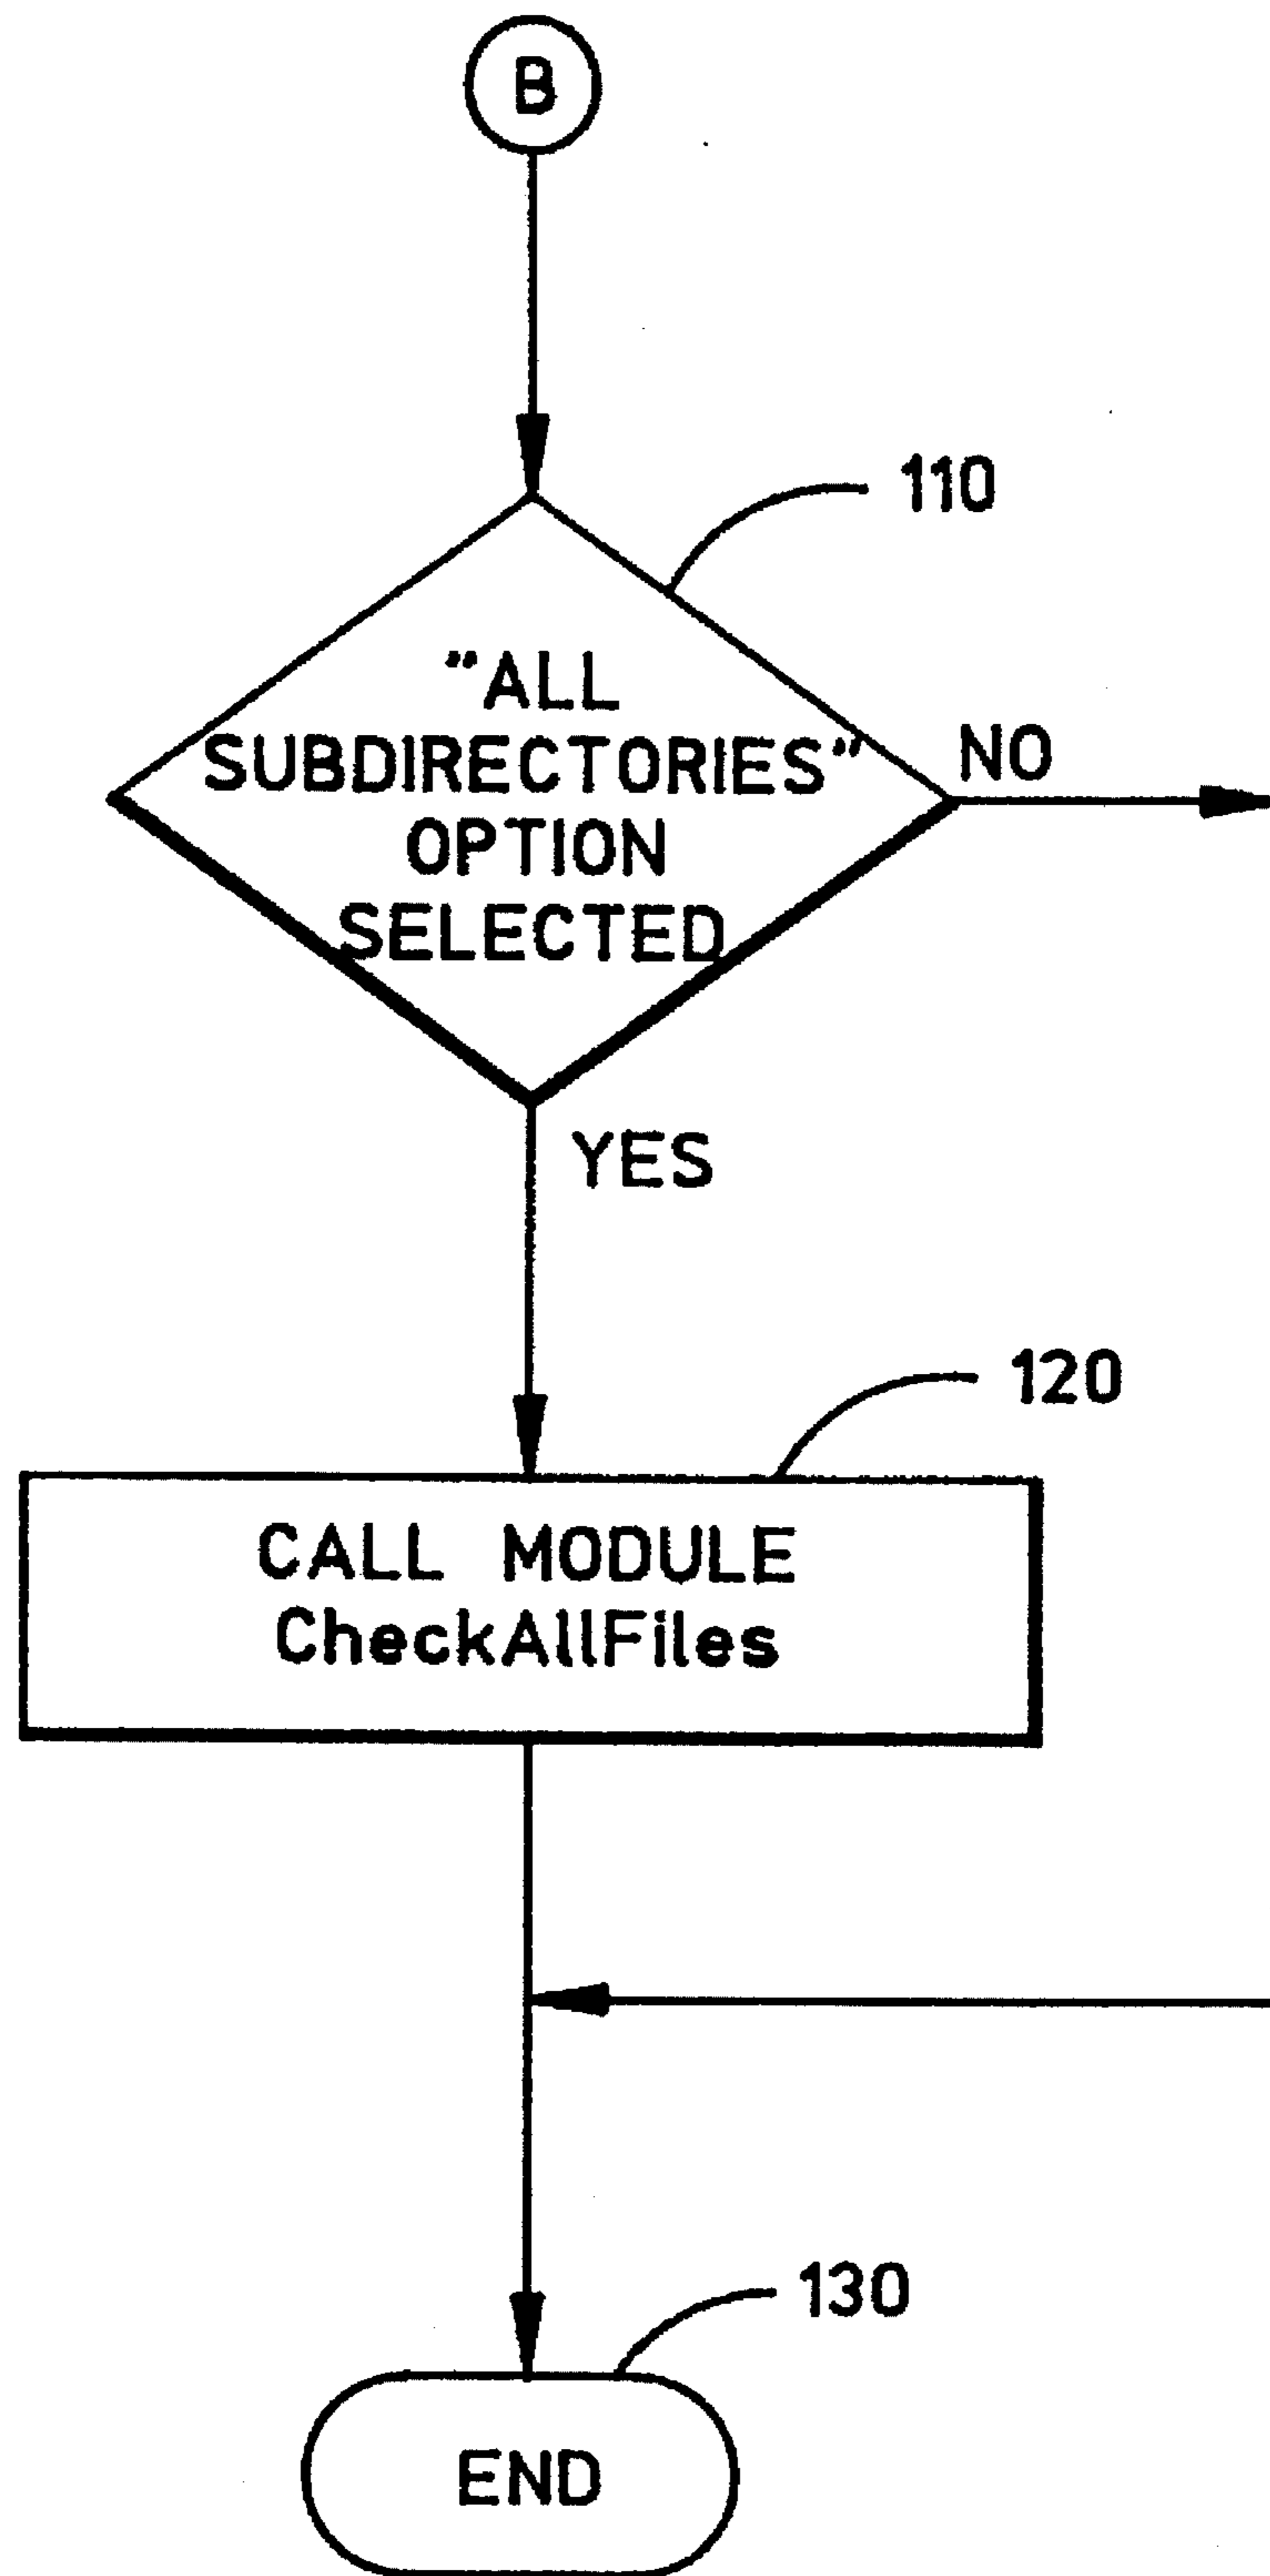 B
110
"ALL
SUBDIRECTORIES"
OPTION
SELECTED
NO
YES
120
CALL MODULE
CheckAllFiles
130
END